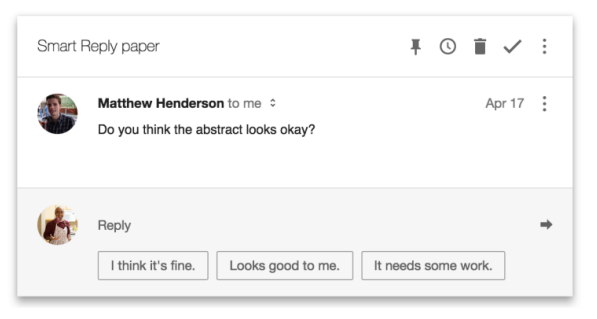 Smart Reply paper
Matthew Henderson to me Apr 17
Do you think the abstract looks okay?
Reply
I think it's fine. Looks good to me. It needs some work.